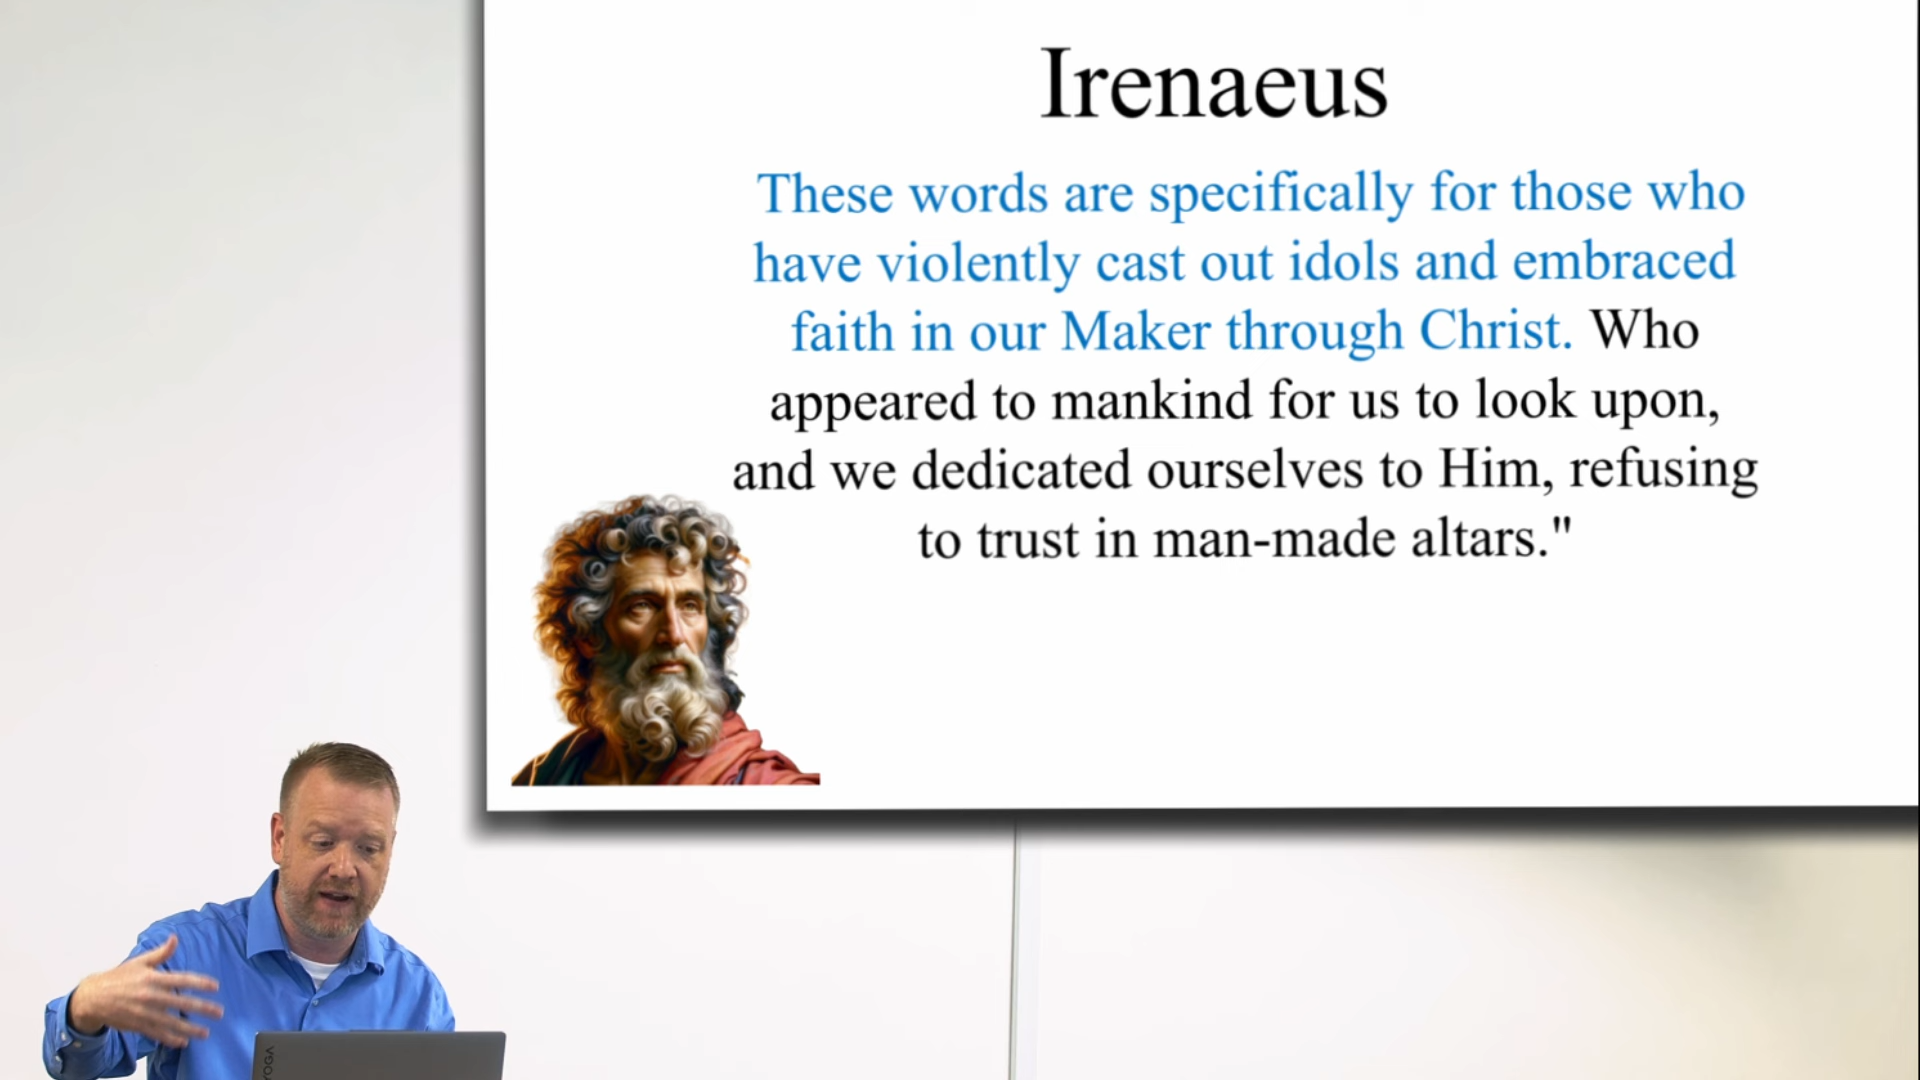 Irenaeus
These words are specifically for those who
have violently cast out idols and embraced
faith in our Maker through Christ. Who
appeared to mankind for us to look upon,
and we dedicated ourselves to Him, refusing
to trust in man-made altars."
YOGA